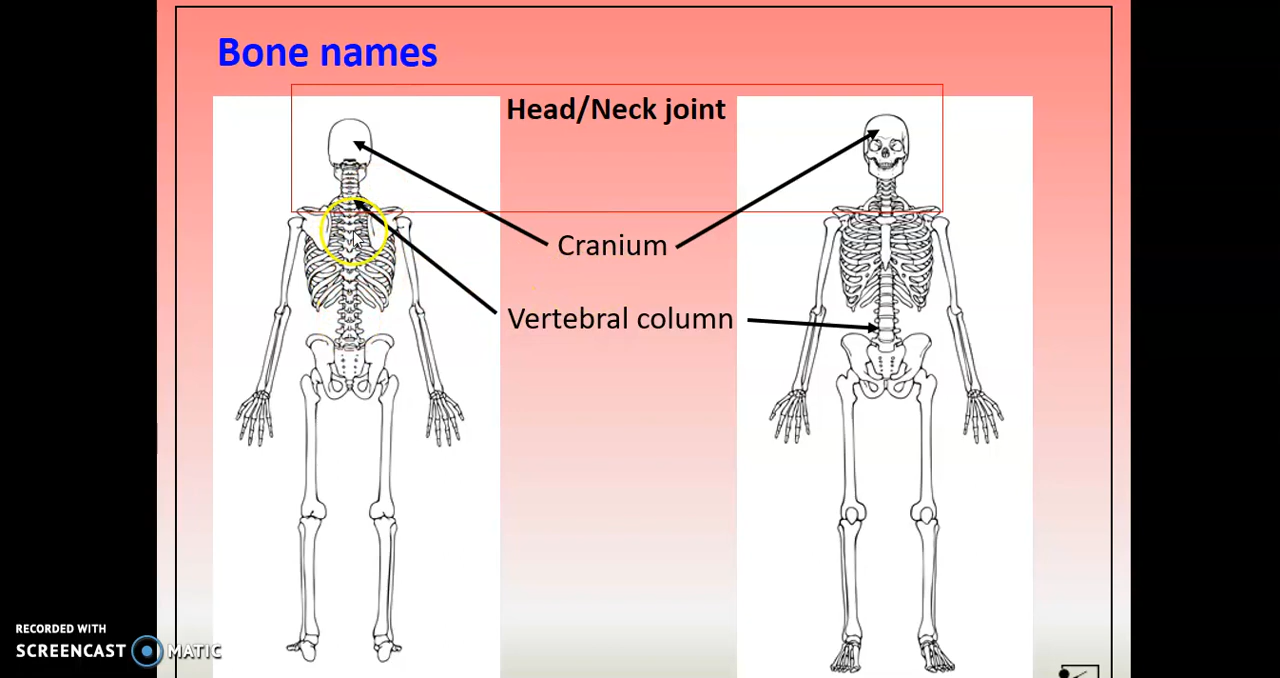 Bone names
Head/Neck joint
Cranium
Vertebral column
RECORDED WITH
SCREENCAST MATIC